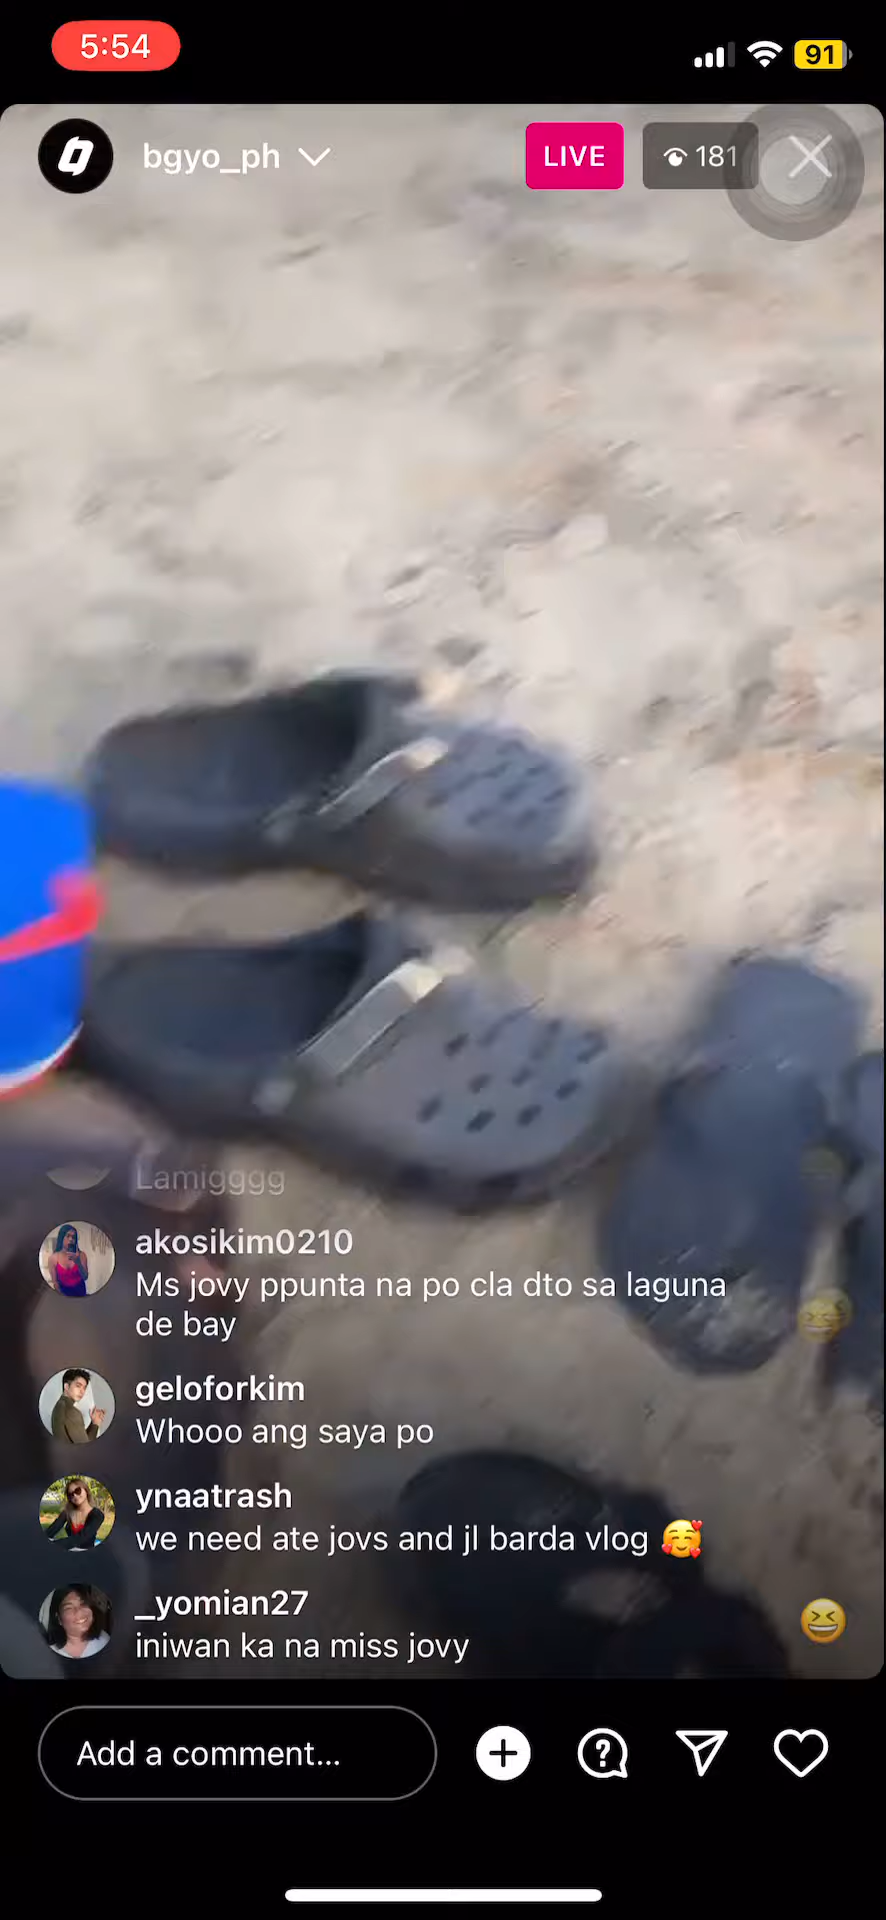 5:54
91
bgyo_ph
LIVE
181
Lamigggg
akosikim0210
Ms jovy ppunta na po cla dto sa laguna
de bay
geloforkim
Whooo ang saya po
ynaatrash
we need ate jovs and jl barda vlog 🥰
_yomian27
iniwan ka na miss jovy
Add a comment...